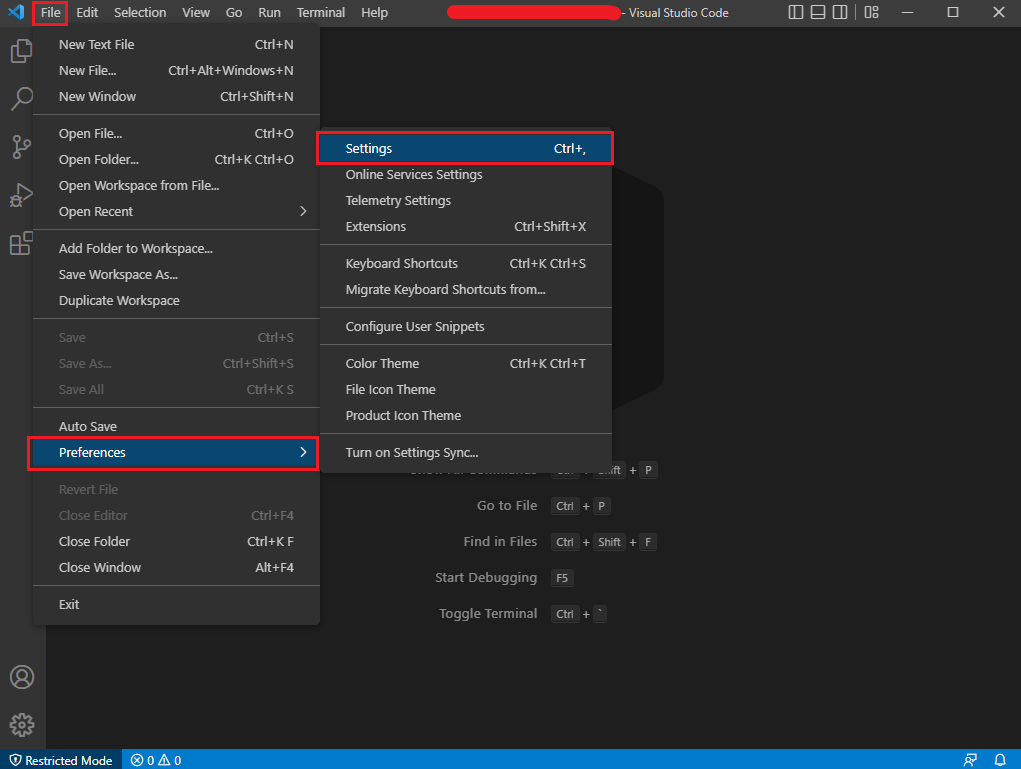 File Edit Selection View Go Run Terminal Help - Visual Studio Code
New Text File Ctrl+N
New File... Ctrl+Alt+Windows+N
New Window Ctrl+Shift+N
Open File... Ctrl+O
Open Folder... Ctrl+K Ctrl+O
Open Workspace from File...
Open Recent
Add Folder to Workspace...
Save Workspace As...
Duplicate Workspace
Save Ctrl+S
Save As... Ctrl+Shift+S
Save All Ctrl+K S
Auto Save
Preferences
Revert File
Close Editor Ctrl+F4
Close Folder Ctrl+K F
Close Window Alt+F4
Exit
Settings Ctrl+,
Online Services Settings
Telemetry Settings
Extensions Ctrl+Shift+X
Keyboard Shortcuts Ctrl+K Ctrl+S
Migrate Keyboard Shortcuts from...
Configure User Snippets
Color Theme Ctrl+K Ctrl+T
File Icon Theme
Product Icon Theme
Turn on Settings Sync...
Show All Commands Ctrl + Shift + P
Go to File Ctrl + P
Find in Files Ctrl + Shift + F
Start Debugging F5
Toggle Terminal Ctrl + `
Restricted Mode 0 0